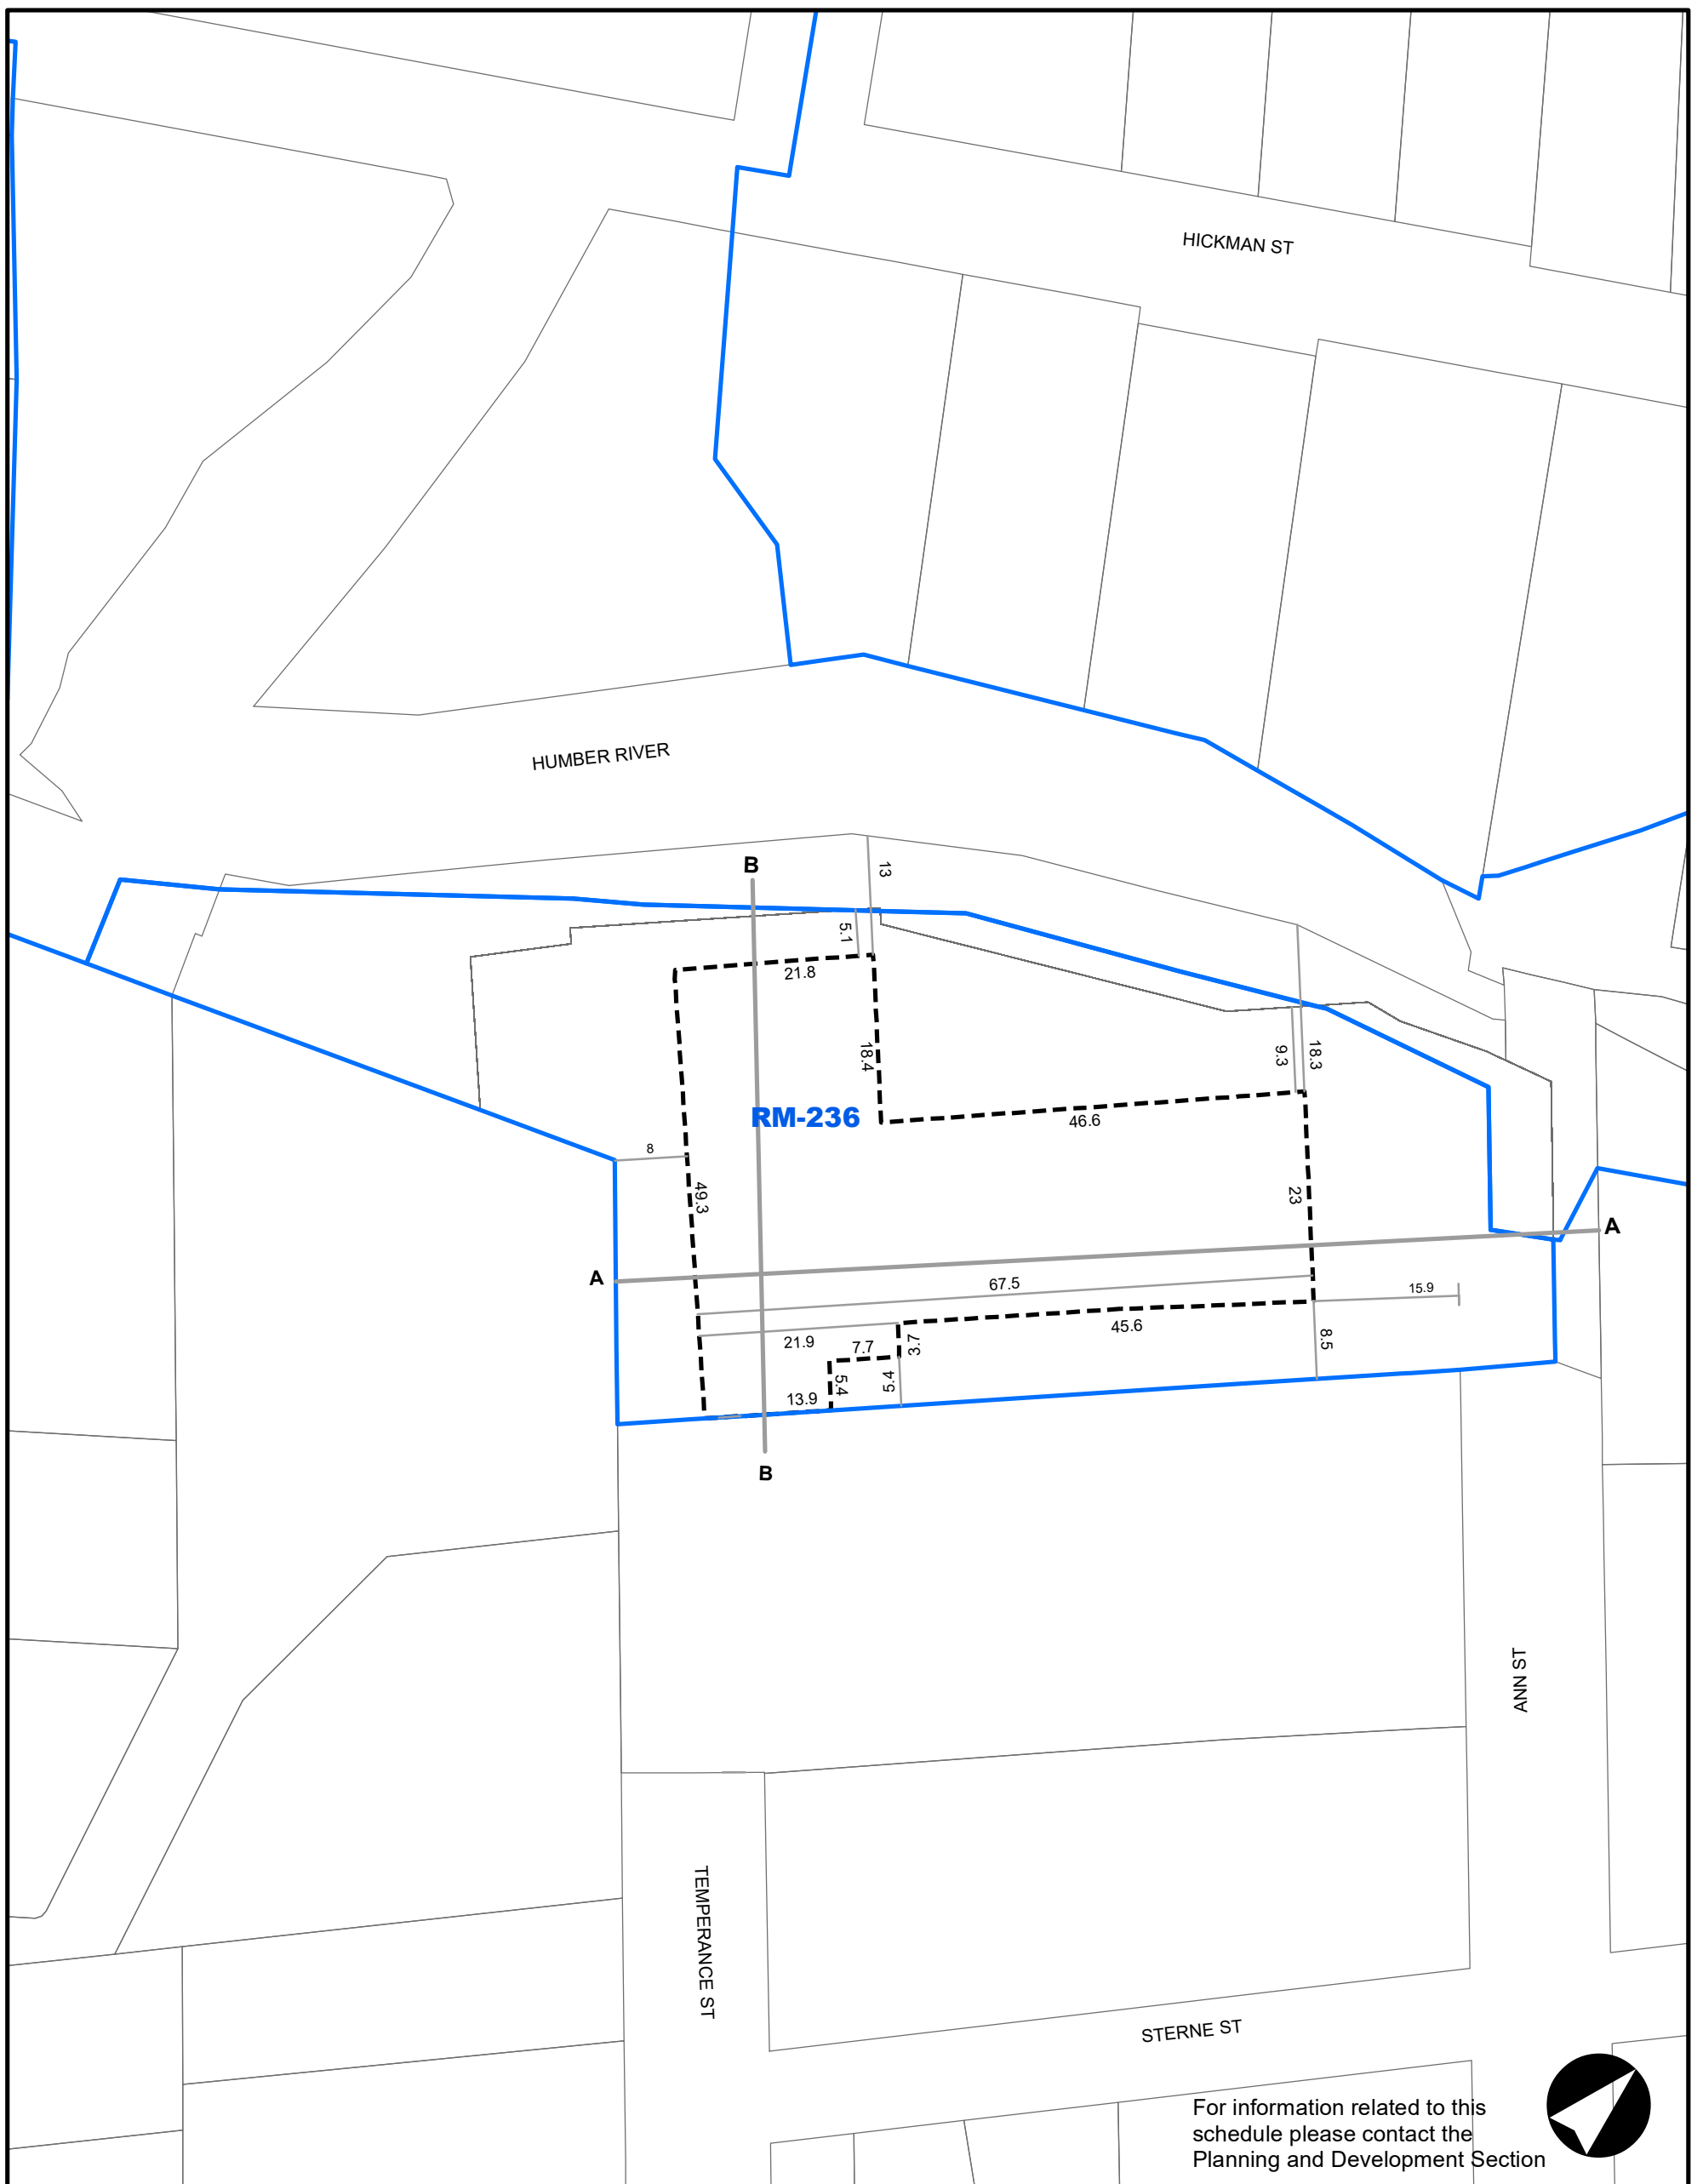 HICKMAN ST
HUMBER RIVER
B
13
5.1
21.8
18.4
9.3
18.3
RM-236
46.6
8
49.3
23
A
A
67.5
15.9
21.9
7.7
3.7
45.6
8.5
5.4
5.4
13.9
B
ANN ST
TEMPERANCE ST
STERNE ST
For information related to this
schedule please contact the
Planning and Development Section